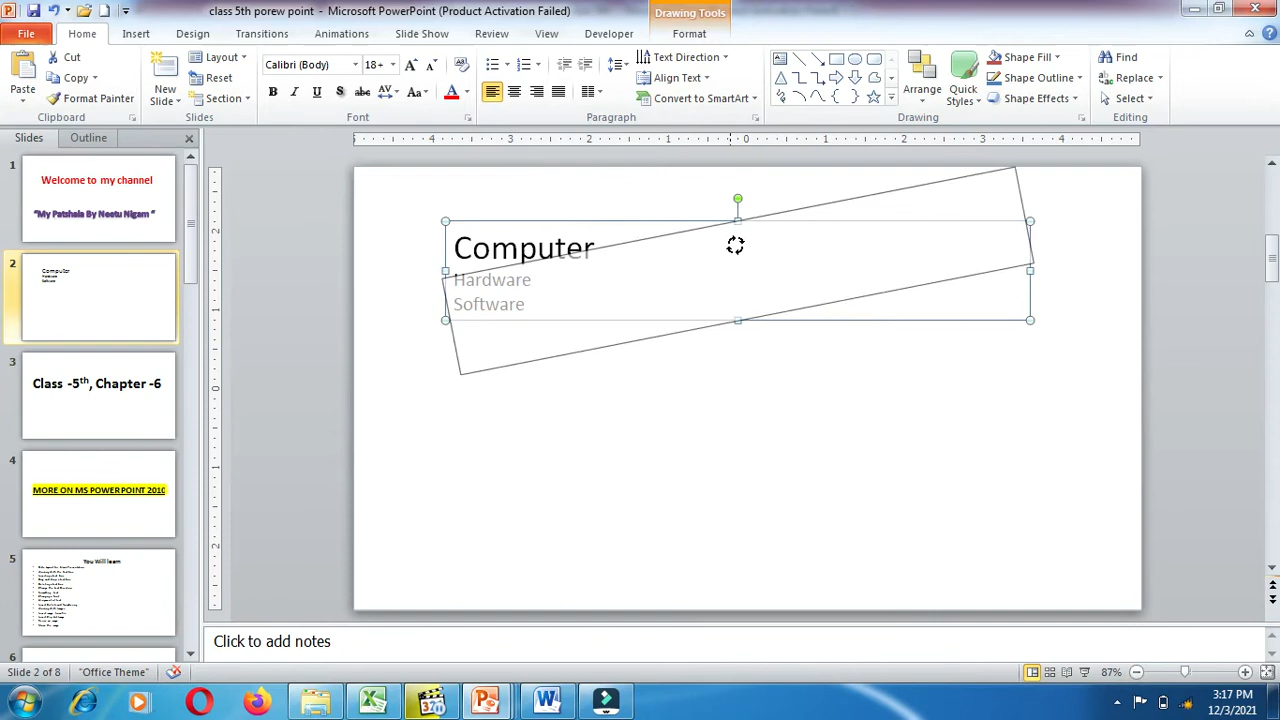 class 5th porew point - Microsoft PowerPoint (Product Activation Failed)
Drawing Tools
File
Home
Insert
Design
Transitions
Animations
Slide Show
Review
View
Developer
Format
Paste
Cut
Copy
Format Painter
Clipboard
New
Slide
Layout
Reset
Section
Slides
Calibri (Body)
18
Font
Text Direction
Align Text
Convert to SmartArt
Paragraph
Arrange
Quick
Styles
Shape Fill
Shape Outline
Shape Effects
Drawing
Find
Replace
Select
Editing
Slides
Outline
1
Welcome to my channel
"My Patshala By Neetu Nigam "
2
Computer
Hardware
Software
3
Class -5th, Chapter -6
4
MORE ON MS POWERPOINT 2010
5
You Will learn
6
Computer
Hardware
Software
Click to add notes
Slide 2 of 8
"Office Theme"
87%
3:17 PM
12/3/2021